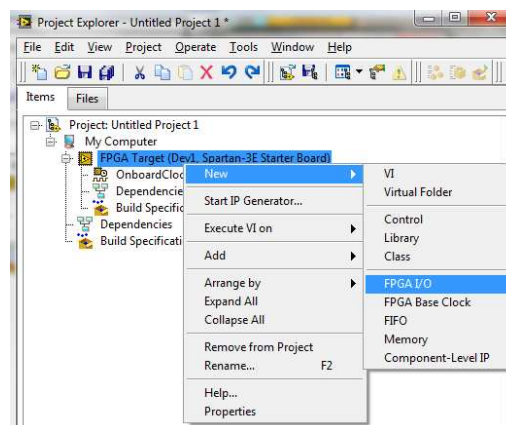 Project Explorer - Untitled Project 1 *
File Edit View Project Operate Tools Window Help
Items Files
Project: Untitled Project 1
My Computer
FPGA Target (Dev1, Spartan-3E Starter Board)
OnboardCloc
Dependencie
Build Specific
Dependencies
Build Specificati
New
Start IP Generator...
Execute VI on
Add
Arrange by
Expand All
Collapse All
Remove from Project
Rename... F2
Help...
Properties
VI
Virtual Folder
Control
Library
Class
FPGA I/O
FPGA Base Clock
FIFO
Memory
Component-Level IP